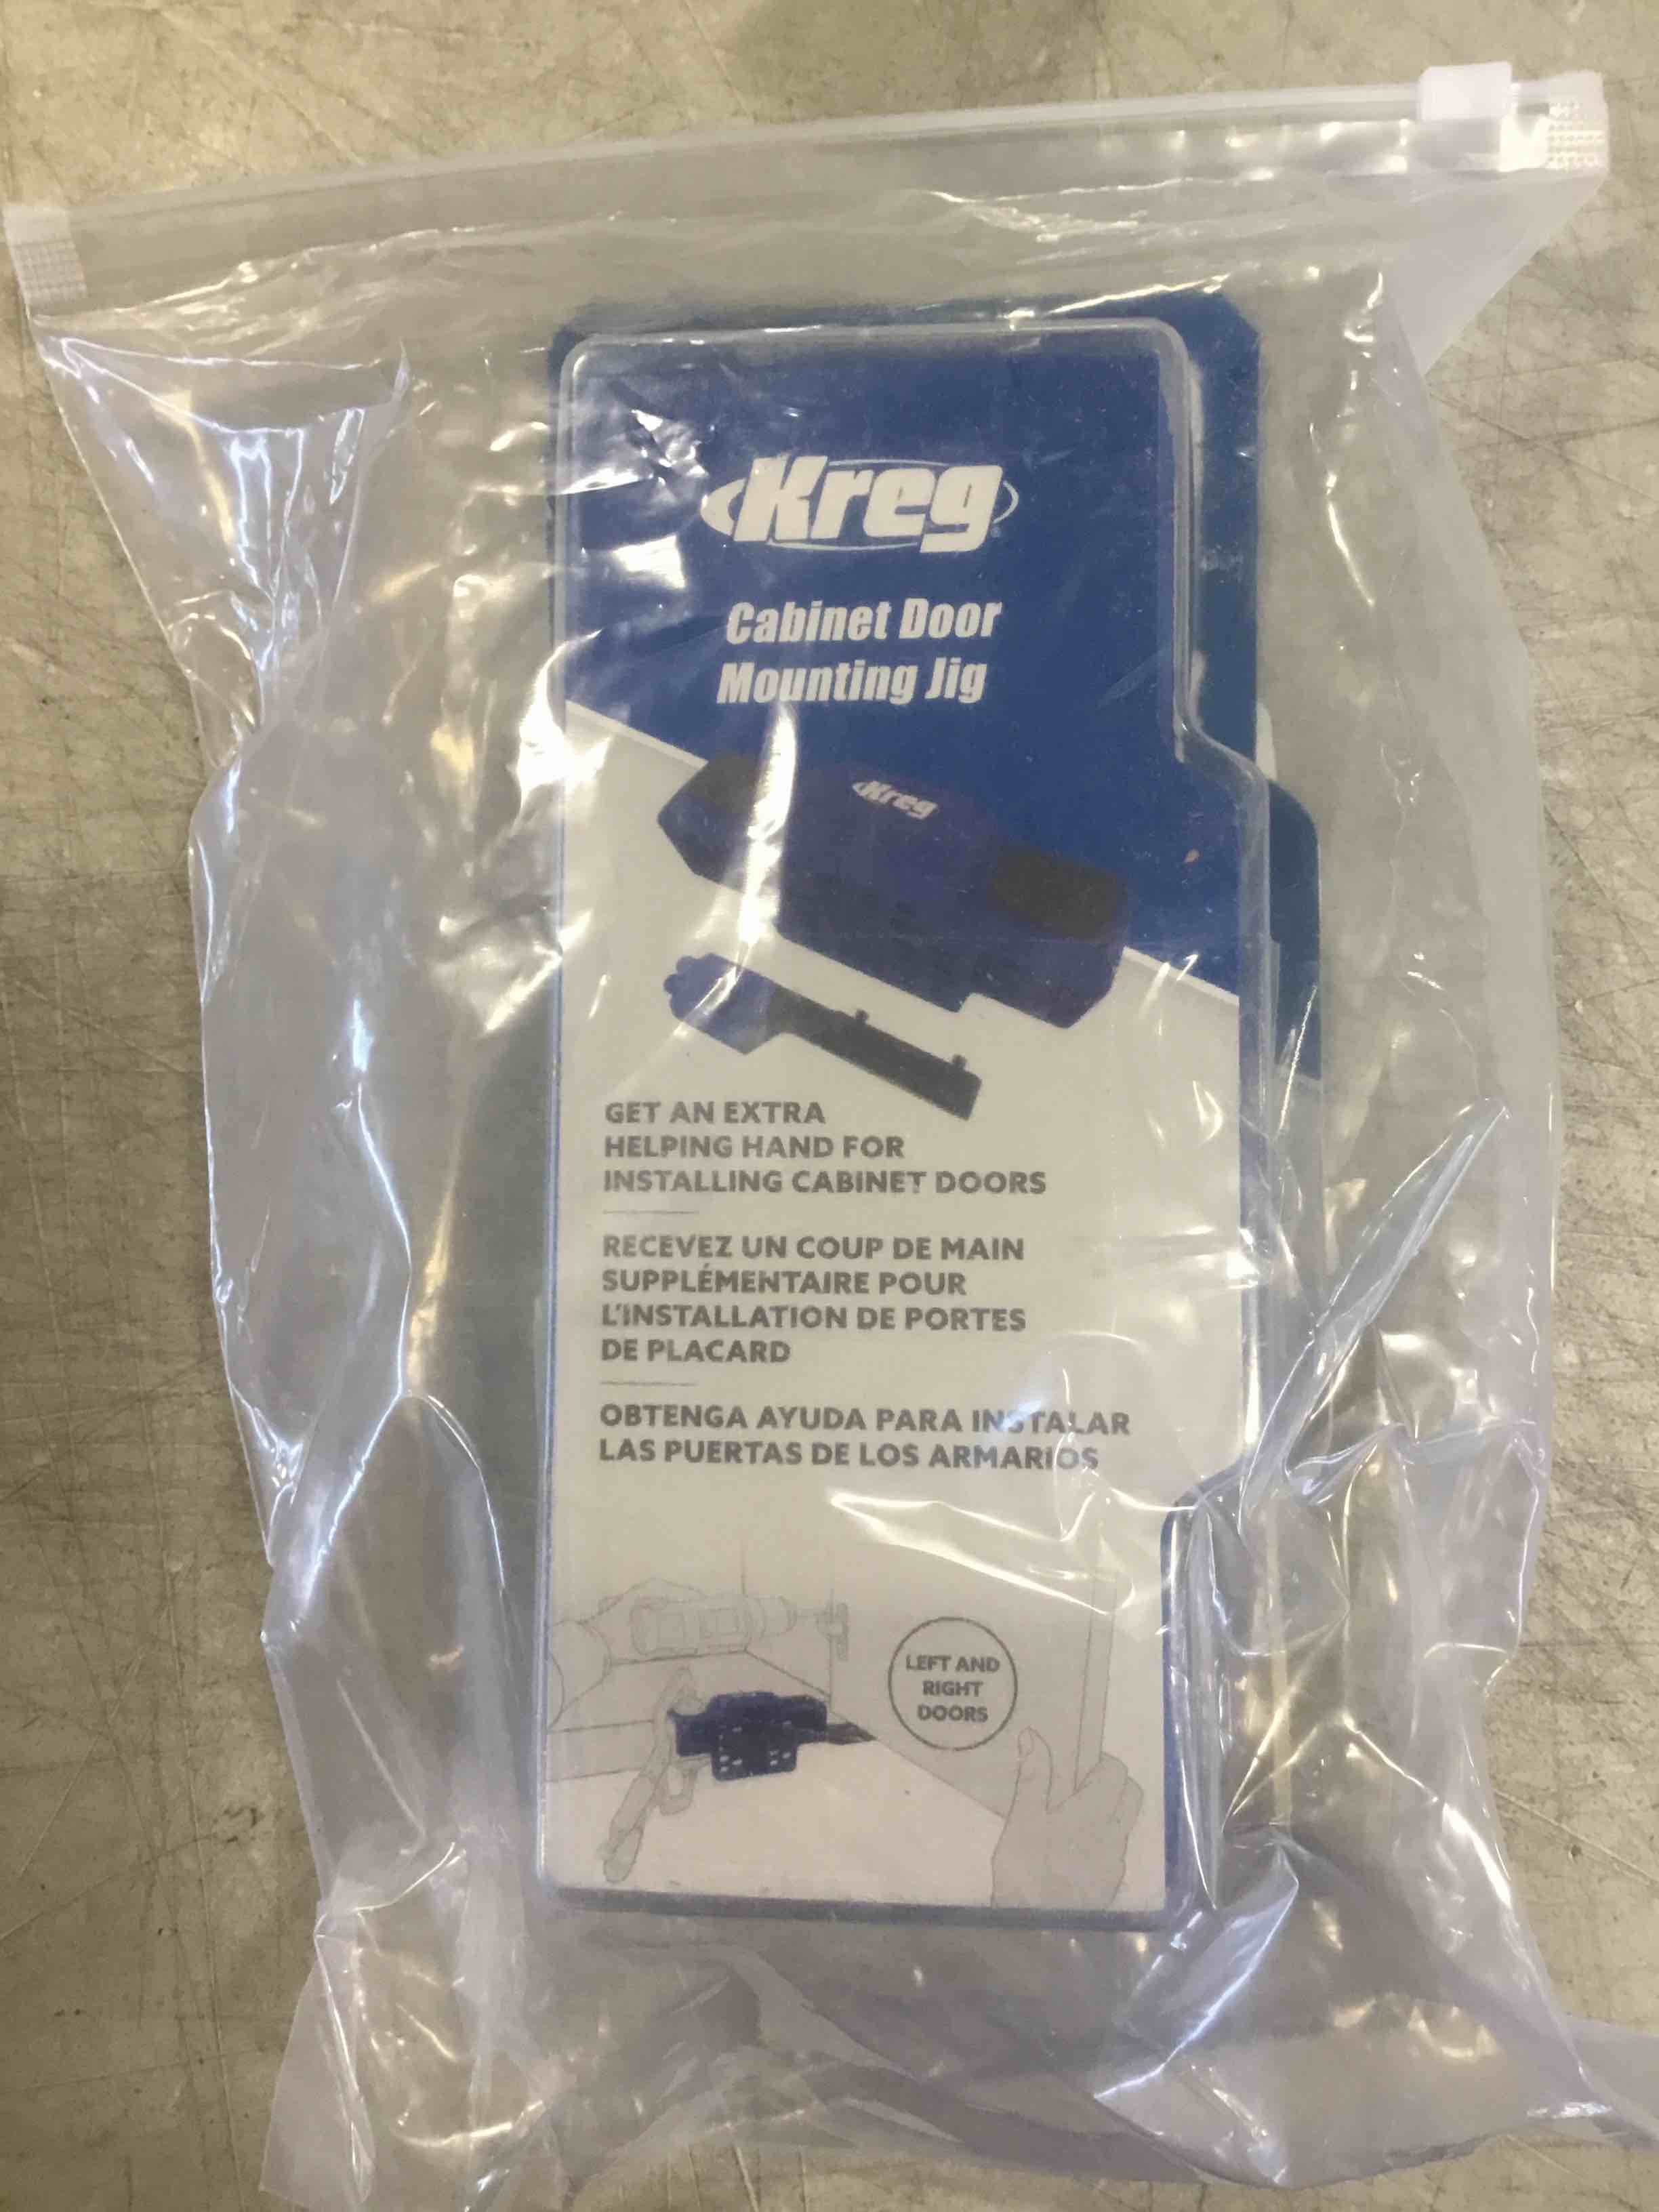 Kreg
Cabinet Door
Mounting Jig
Kreg
GET AN EXTRA
HELPING HAND FOR
INSTALLING CABINET DOORS
RECEVEZ UN COUP DE MAIN
SUPPLÉMENTAIRE POUR
L'INSTALLATION DE PORTES
DE PLACARD
OBTENGA AYUDA PARA INSTALAR
LAS PUERTAS DE LOS ARMARIOS
LEFT AND
RIGHT
DOORS